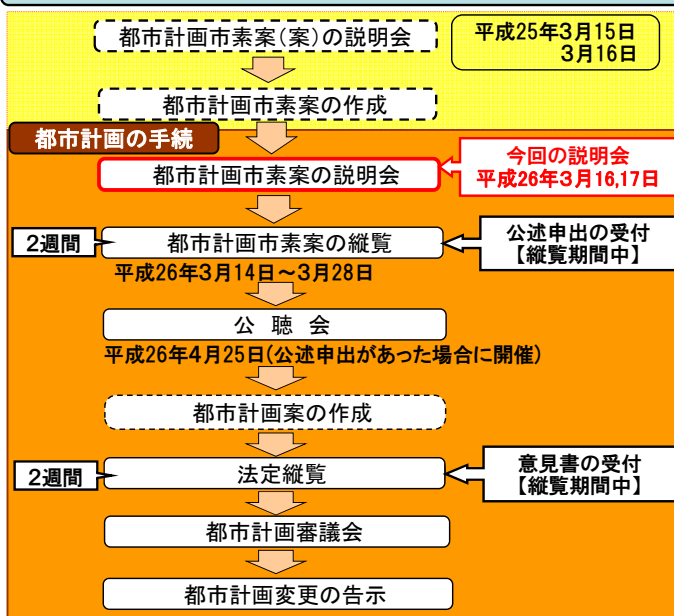 都市計画市素案(案)の説明会
平成25年3月15日
3月16日
都市計画市素案の作成
都市計画の手続
都市計画市素案の説明会
今回の説明会
平成26年3月16,17日
2週間
都市計画市素案の縦覧
公述申出の受付
【縦覧期間中】
平成26年3月14日～3月28日
公 聴 会
平成26年4月25日(公述申出があった場合に開催)
都市計画案の作成
2週間
法定縦覧
意見書の受付
【縦覧期間中】
都市計画審議会
都市計画変更の告示